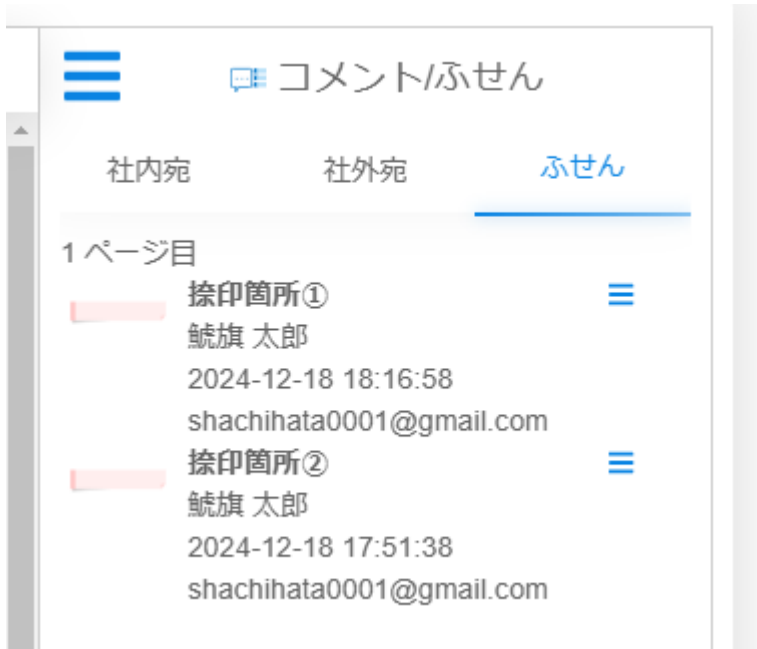 コメント/ふせん
社内宛 社外宛 ふせん
1 ページ目
捺印箇所①
鯱旗 太郎
2024-12-18 18:16:58
shachihata0001@gmail.com
捺印箇所②
鯱旗 太郎
2024-12-18 17:51:38
shachihata0001@gmail.com